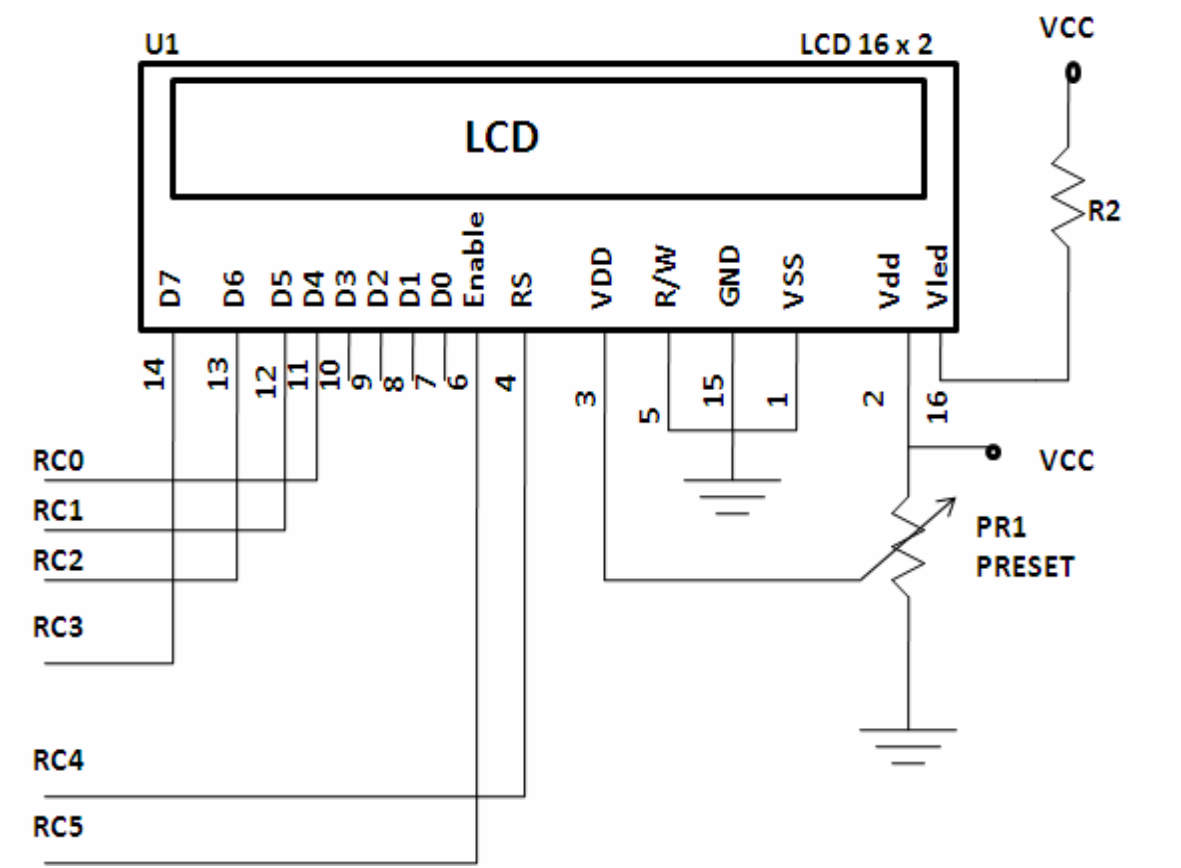 U1 LCD 16 x 2 VCC
LCD
R2
D7 D6 D5 D4 D3 D2 D1 D0 Enable RS VDD R/W GND VSS Vdd Vled
14 13 12 11 10 9 8 7 6 4 3 5 15 1 2 16
RC0 VCC
RC1 PR1
RC2 PRESET
RC3
RC4
RC5